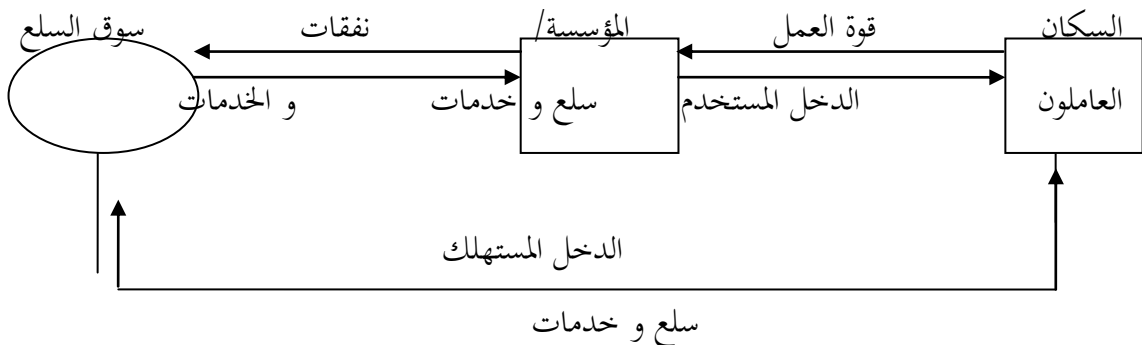 السكان قوة العمل المؤسسة/ نفقات سوق السلع
العاملون الدخل المستخدم سلع و خدمات و الخدمات
الدخل المستهلك
سلع و خدمات